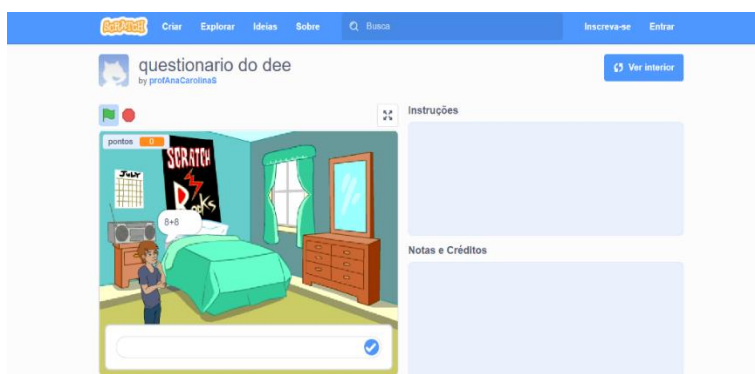 SCRATCH Criar Explorar Ideias Sobre Busca Inscreva-se Entrar
questionario do dee
by profAnaCarolinaS
Ver interior
Instruções
pontos 0
SCRATCH
Rocks
JULY
8+8
Notas e Créditos